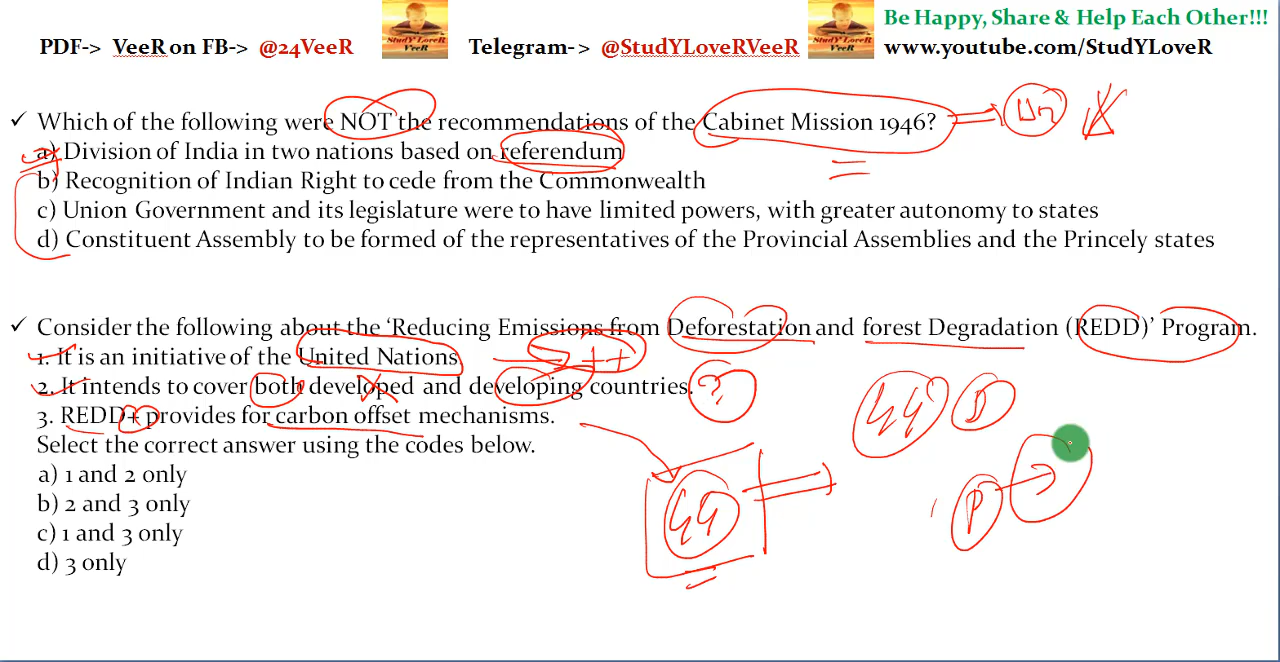 Be Happy, Share & Help Each Other!!!
PDF-> VeeR on FB-> @24VeeR Telegram-> @StudYLoveRVeeR www.youtube.com/StudYLoveR
StudY LoveR
VeeR
StudY LoveR
VeeR
✓ Which of the following were NOT the recommendations of the Cabinet Mission 1946?
a) Division of India in two nations based on referendum
b) Recognition of Indian Right to cede from the Commonwealth
c) Union Government and its legislature were to have limited powers, with greater autonomy to states
d) Constituent Assembly to be formed of the representatives of the Provincial Assemblies and the Princely states
✓ Consider the following about the ‘Reducing Emissions from Deforestation and forest Degradation (REDD)’ Program.
1. It is an initiative of the United Nations
2. It intends to cover both developed and developing countries.
?
3. REDD+ provides for carbon offset mechanisms.
Select the correct answer using the codes below.
a) 1 and 2 only
b) 2 and 3 only
P
c) 1 and 3 only
d) 3 only